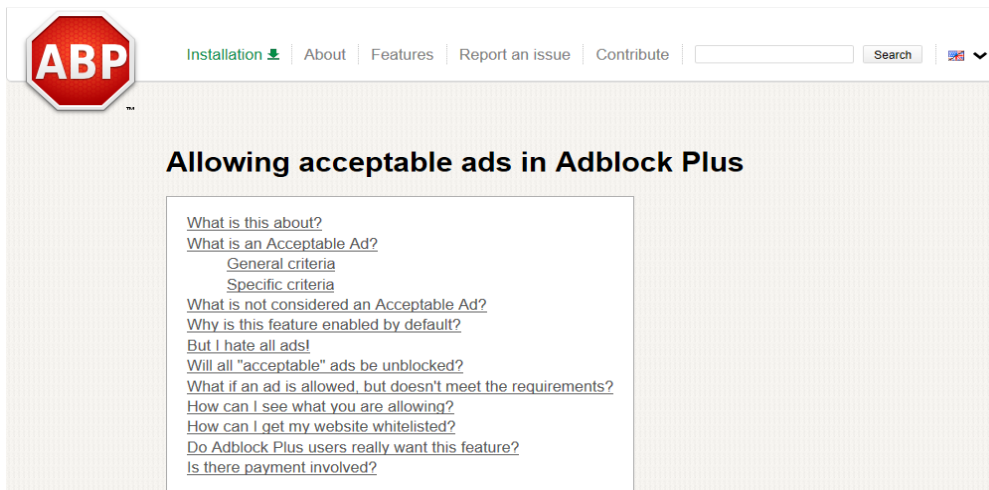 ABP
™
Installation About Features Report an issue Contribute Search
Allowing acceptable ads in Adblock Plus
What is this about?
What is an Acceptable Ad?
General criteria
Specific criteria
What is not considered an Acceptable Ad?
Why is this feature enabled by default?
But I hate all ads!
Will all "acceptable" ads be unblocked?
What if an ad is allowed, but doesn't meet the requirements?
How can I see what you are allowing?
How can I get my website whitelisted?
Do Adblock Plus users really want this feature?
Is there payment involved?